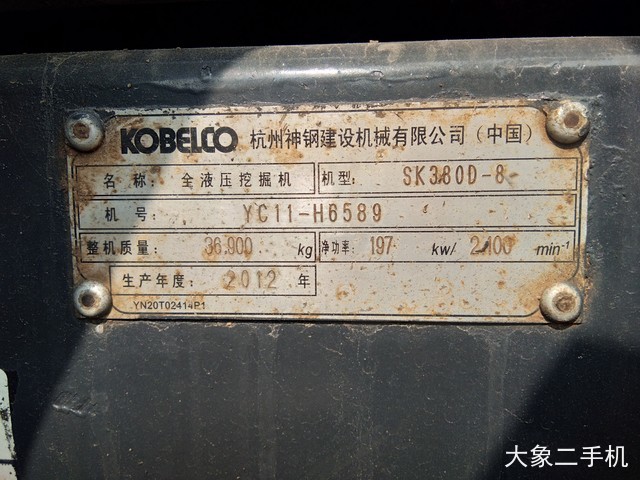 KOBELCO 杭州神钢建设机械有限公司（中国）
名 称： 全液压挖掘机 机型： SK380D-8
机 号： YC11-H6589
整机质量： 36,900 kg 净功率： 197 kw/ 2,100 min-1
生产年度： 2012 年
YN20T02414P1
大象二手机